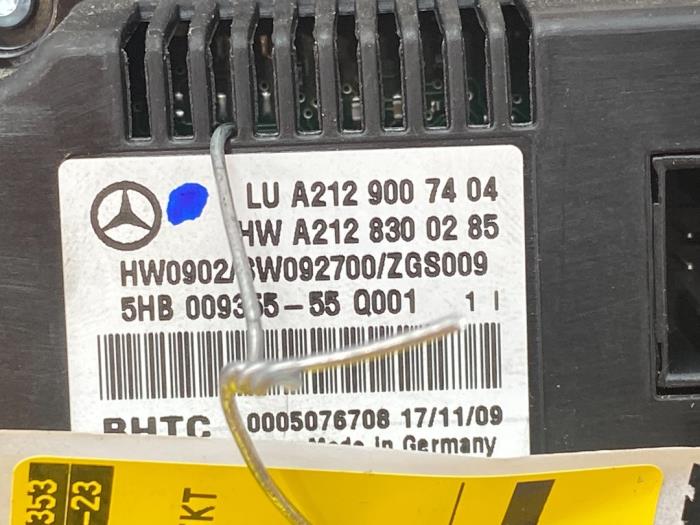 LU A212 900 74 04
HW A212 830 02 85
HW0902/SW092700/ZGS009
5HB 009355-55 Q001 1 I
BHTC 0005076708 17/11/09
Made in Germany
353
-23
KT